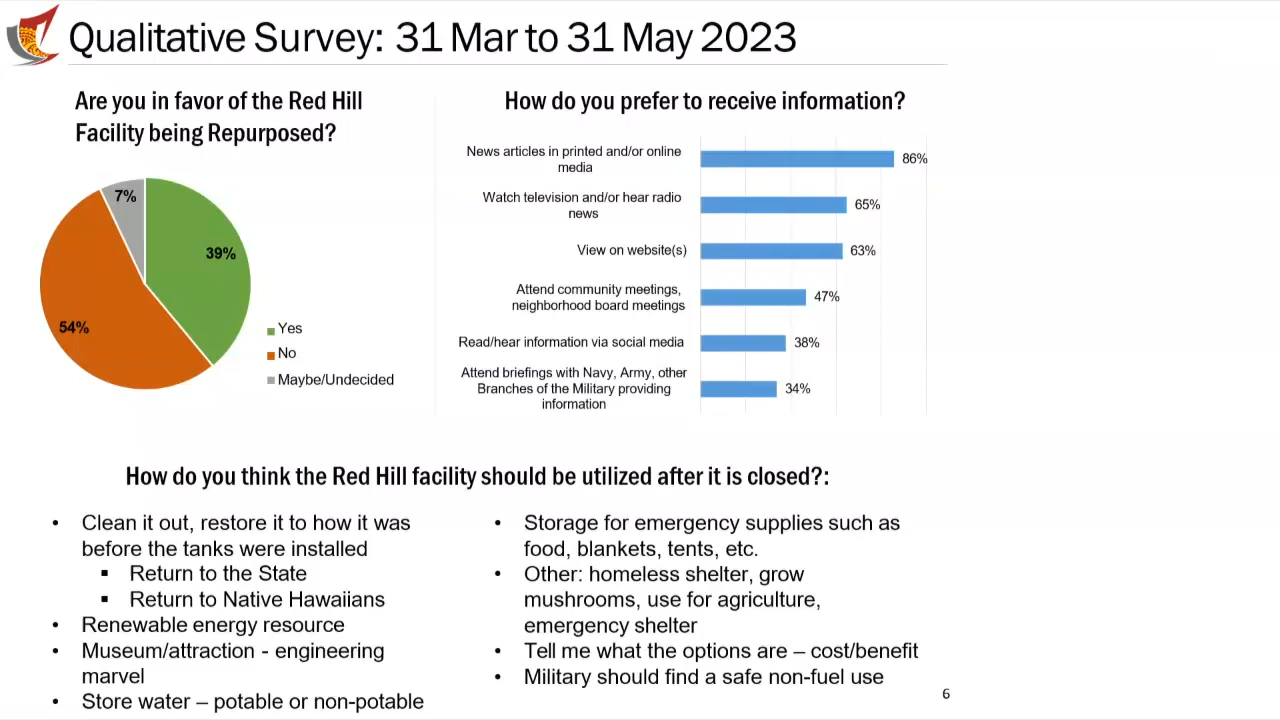 Qualitative Survey: 31 Mar to 31 May 2023
Are you in favor of the Red Hill
Facility being Repurposed?
7%
39%
54%
Yes
No
Maybe/Undecided
How do you prefer to receive information?
News articles in printed and/or online
media
86%
Watch television and/or hear radio
news
65%
View on website(s)
63%
Attend community meetings,
neighborhood board meetings
47%
Read/hear information via social media
38%
Attend briefings with Navy, Army, other
Branches of the Military providing
information
34%
How do you think the Red Hill facility should be utilized after it is closed?:
• Clean it out, restore it to how it was
before the tanks were installed
▪ Return to the State
▪ Return to Native Hawaiians
• Renewable energy resource
• Museum/attraction - engineering
marvel
• Store water – potable or non-potable
• Storage for emergency supplies such as
food, blankets, tents, etc.
• Other: homeless shelter, grow
mushrooms, use for agriculture,
emergency shelter
• Tell me what the options are – cost/benefit
• Military should find a safe non-fuel use
6